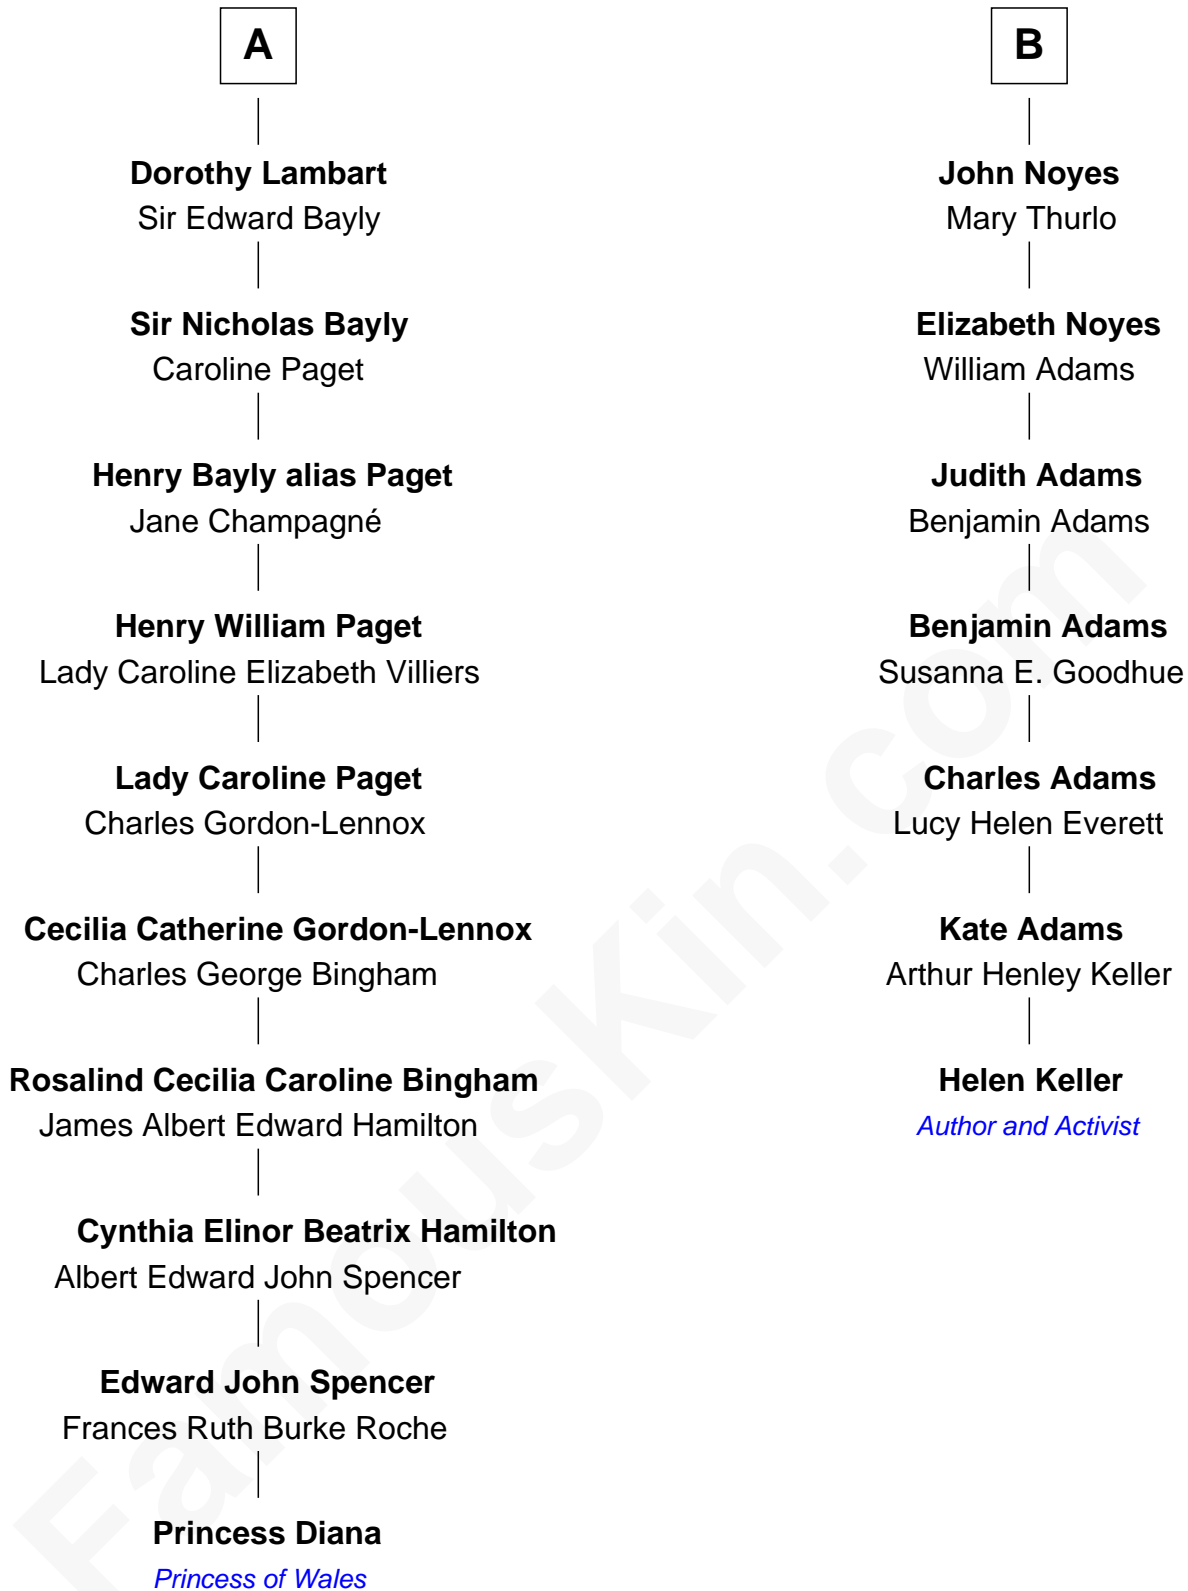 A
Dorothy Lambart
Sir Edward Bayly
Sir Nicholas Bayly
Caroline Paget
Henry Bayly alias Paget
Jane Champagné
Henry William Paget
Lady Caroline Elizabeth Villiers
Lady Caroline Paget
Charles Gordon-Lennox
Cecilia Catherine Gordon-Lennox
Charles George Bingham
Rosalind Cecilia Caroline Bingham
James Albert Edward Hamilton
Cynthia Elinor Beatrix Hamilton
Albert Edward John Spencer
Edward John Spencer
Frances Ruth Burke Roche
Princess Diana
Princess of Wales
B
John Noyes
Mary Thurlo
Elizabeth Noyes
William Adams
Judith Adams
Benjamin Adams
Benjamin Adams
Susanna E. Goodhue
Charles Adams
Lucy Helen Everett
Kate Adams
Arthur Henley Keller
Helen Keller
Author and Activist
FamousKin.com